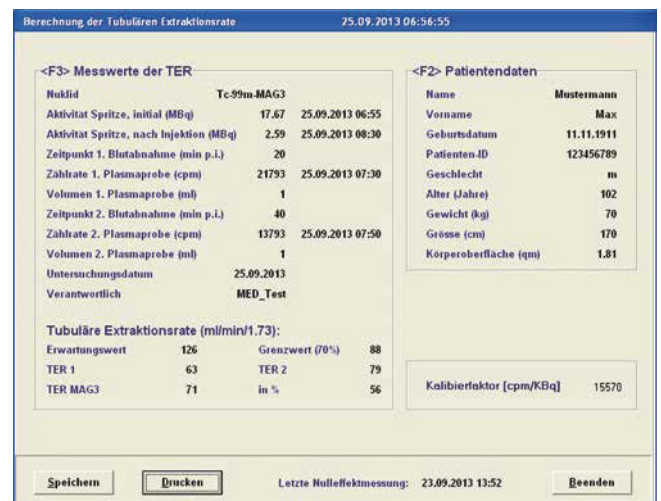 Berechnung der Tubulären Extraktionsrate 25.09.2013 06:56:55
<F3> Messwerte der TER
Nuklid Tc-99m-MAG3
Aktivitat Spritze, initial (MBq) 17.67 25.09.2013 06:55
Aktivitat Spritze, nach Injektion (MBq) 2.59 25.09.2013 08:30
Zeitpunkt 1. Blutabnahme (min p.i.) 20
Zählrate 1. Plasmaprobe (cpm) 21793 25.09.2013 07:30
Volumen 1. Plasmaprobe (ml) 1
Zeitpunkt 2. Blutabnahme (min p.i.) 40
Zählrate 2. Plasmaprobe (cpm) 13793 25.09.2013 07:50
Volumen 2. Plasmaprobe (ml) 1
Untersuchungsdatum 25.09.2013
Verantwortlich MED_Test
Tubuläre Extraktionsrate (ml/min/1.73):
Erwartungswert 126 Grenzwert (70%) 88
TER 1 63 TER 2 79
TER MAG3 71 in % 56
<F2> Patientendaten
Name Mustermann
Vorname Max
Geburtsdatum 11.11.1911
Patienten-ID 123456789
Geschlecht m
Alter (Jahre) 102
Gewicht (kg) 70
Grösse (cm) 170
Körperoberfläche (qm) 1.81
Kalibierfaktor [cpm/KBq] 15570
Speichern Drucken Letzte Nulleffektmessung: 23.09.2013 13:52 Beenden